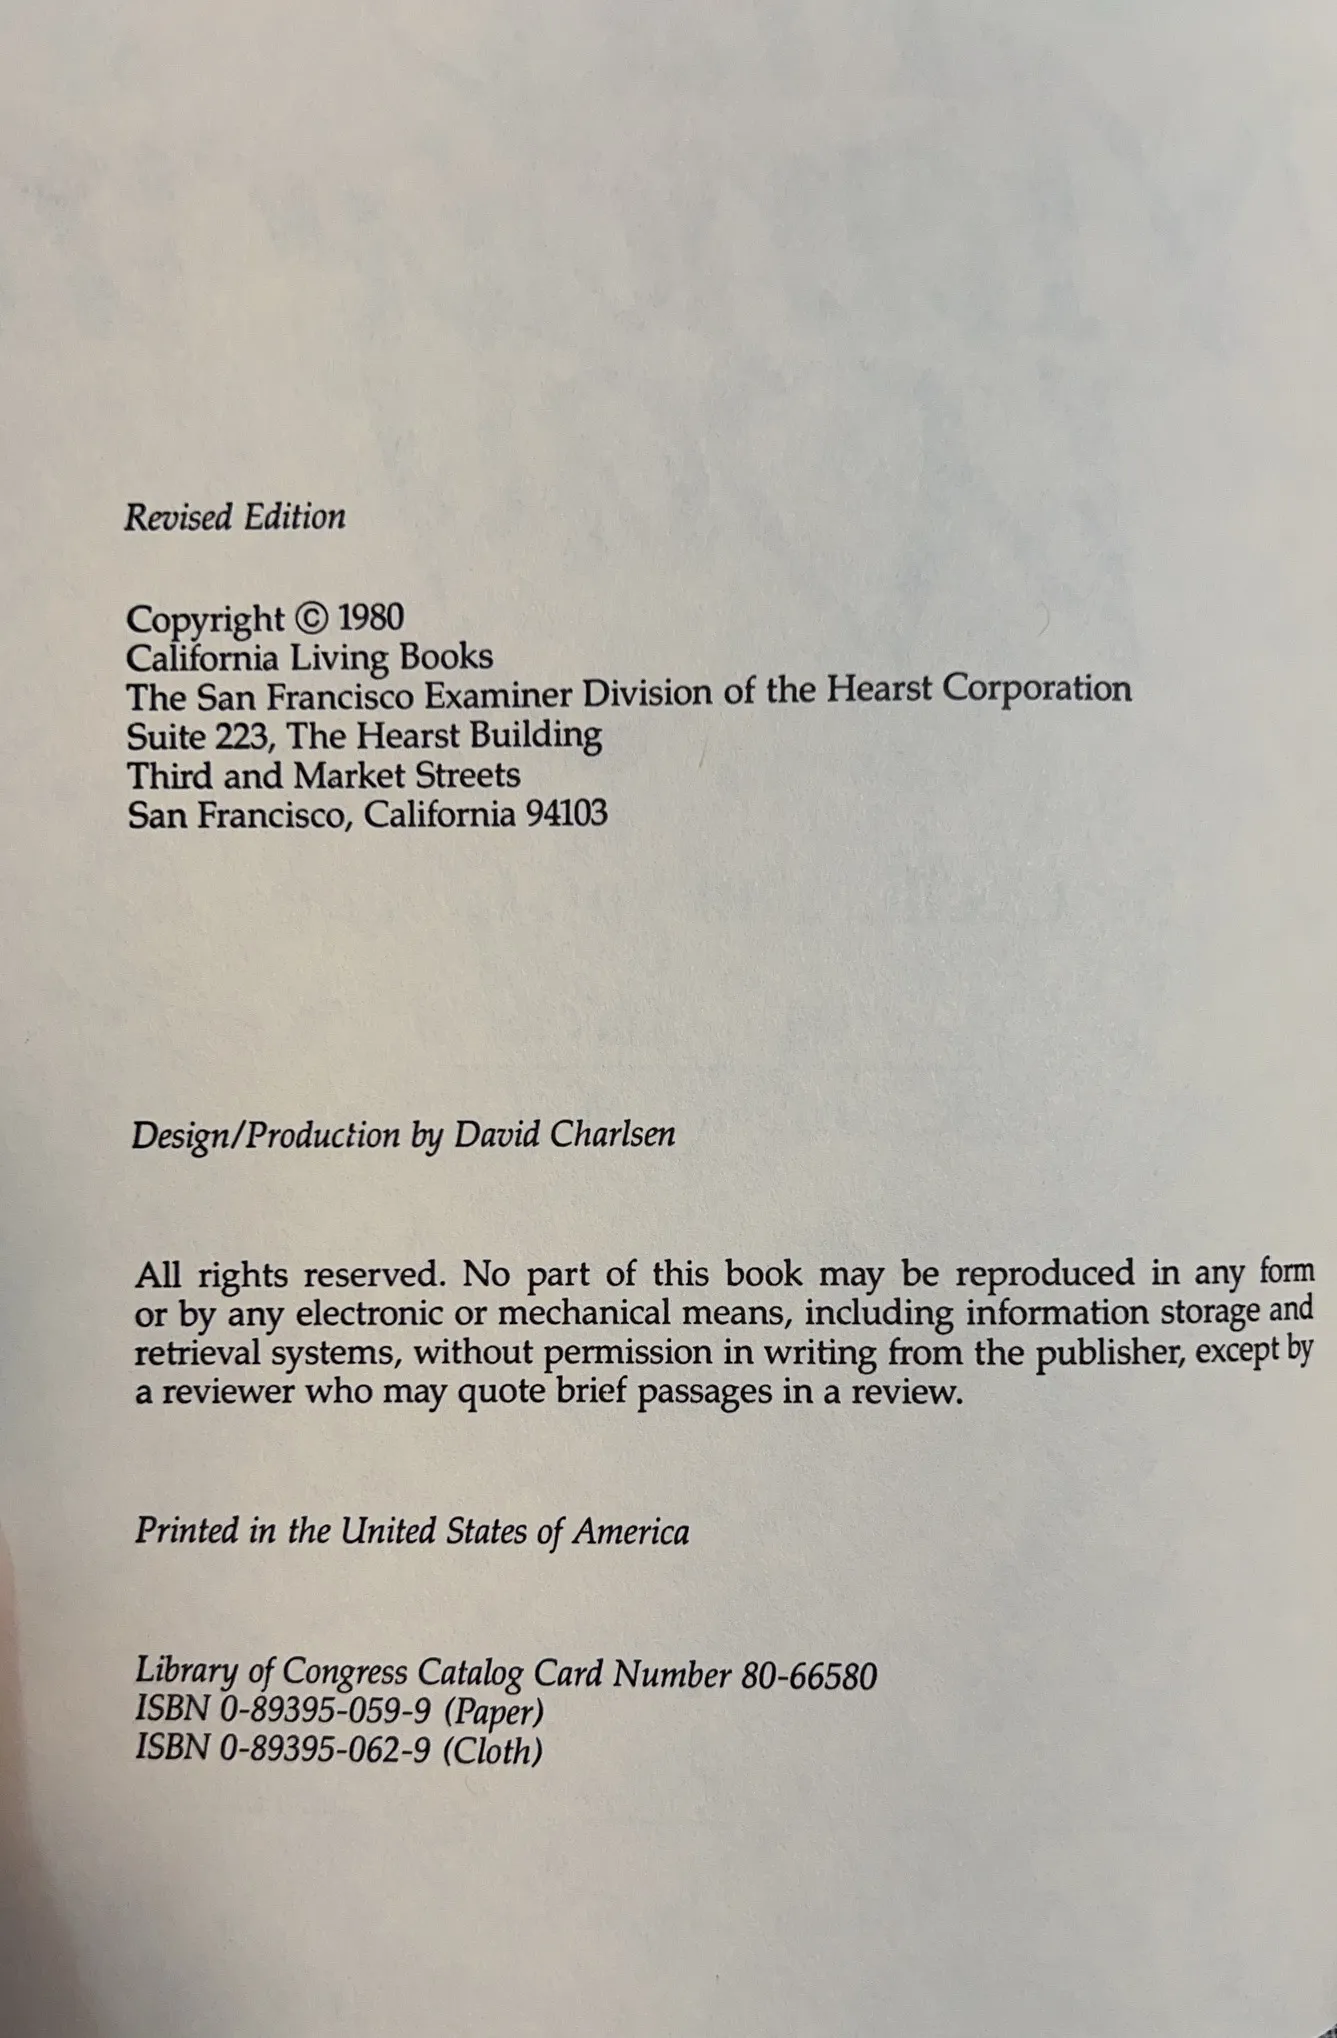 Revised Edition
Copyright © 1980
California Living Books
The San Francisco Examiner Division of the Hearst Corporation
Suite 223, The Hearst Building
Third and Market Streets
San Francisco, California 94103
Design/Production by David Charlsen
All rights reserved. No part of this book may be reproduced in any form
or by any electronic or mechanical means, including information storage and
retrieval systems, without permission in writing from the publisher, except by
a reviewer who may quote brief passages in a review.
Printed in the United States of America
Library of Congress Catalog Card Number 80-66580
ISBN 0-89395-059-9 (Paper)
ISBN 0-89395-062-9 (Cloth)